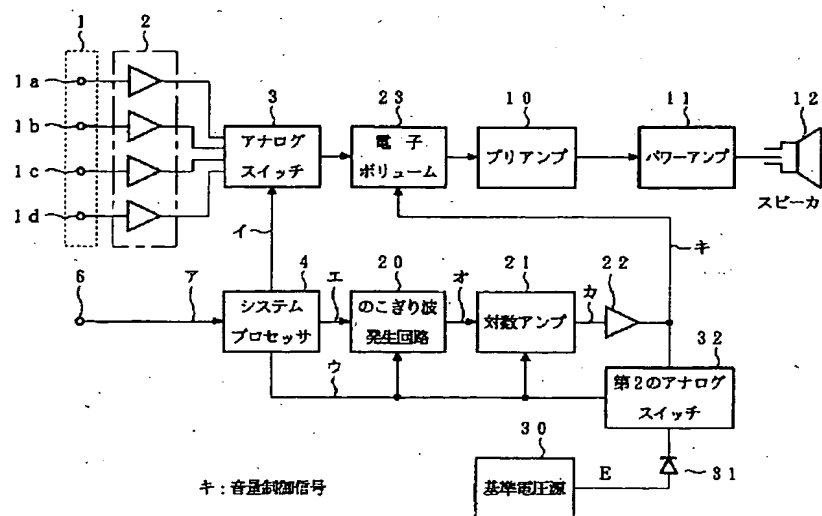 1
2
1a
1b
1c
1d
3
アナログ
スイッチ
23
電子
ボリューム
10
プリアンプ
11
パワーアンプ
12
スピーカ
イ
キ
6
ア
4
システム
プロセッサ
エ
20
のこぎり波
発生回路
オ
21
対数アンプ
カ
22
ウ
32
第2のアナログ
スイッチ
30
基準電圧源
E
31
キ:音量制御信号